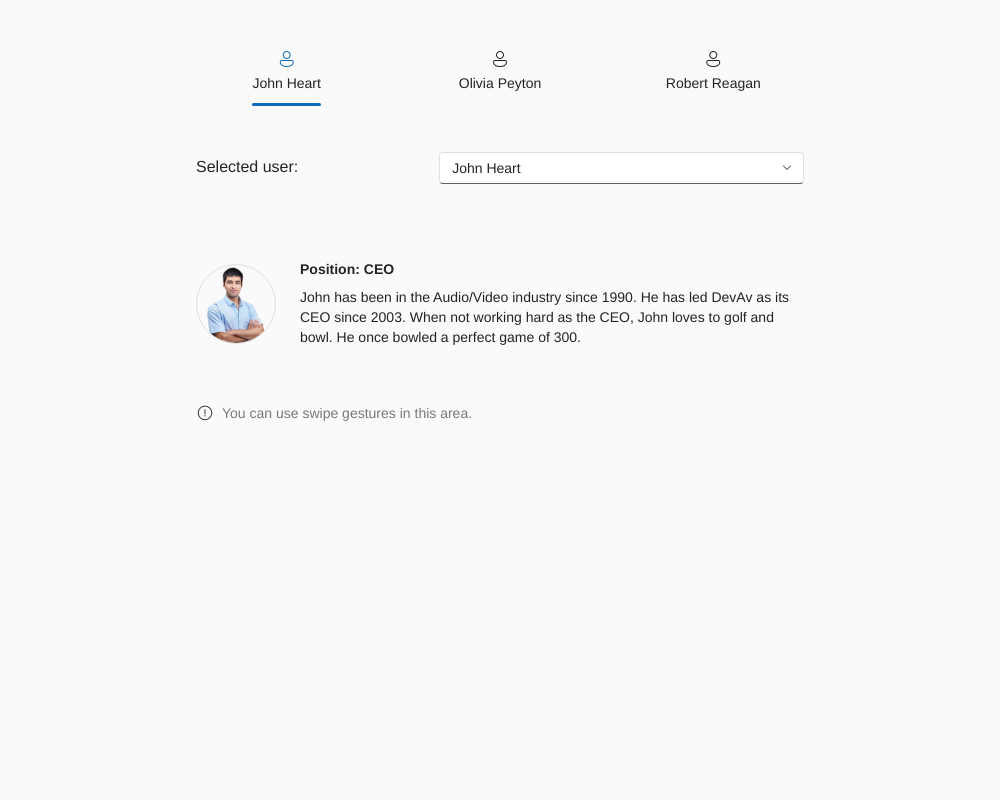 John Heart
Olivia Peyton
Robert Reagan
Selected user:
John Heart
Position: CEO
John has been in the Audio/Video industry since 1990. He has led DevAv as its
CEO since 2003. When not working hard as the CEO, John loves to golf and
bowl. He once bowled a perfect game of 300.
You can use swipe gestures in this area.